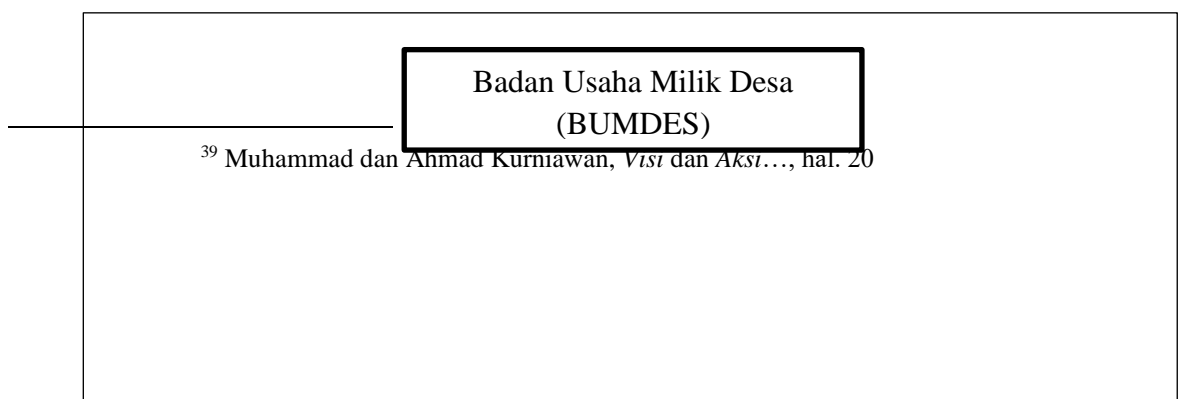 Badan Usaha Milik Desa
(BUMDES)
39 Muhammad dan Ahmad Kurniawan, Visi dan Aksi…, hal. 20